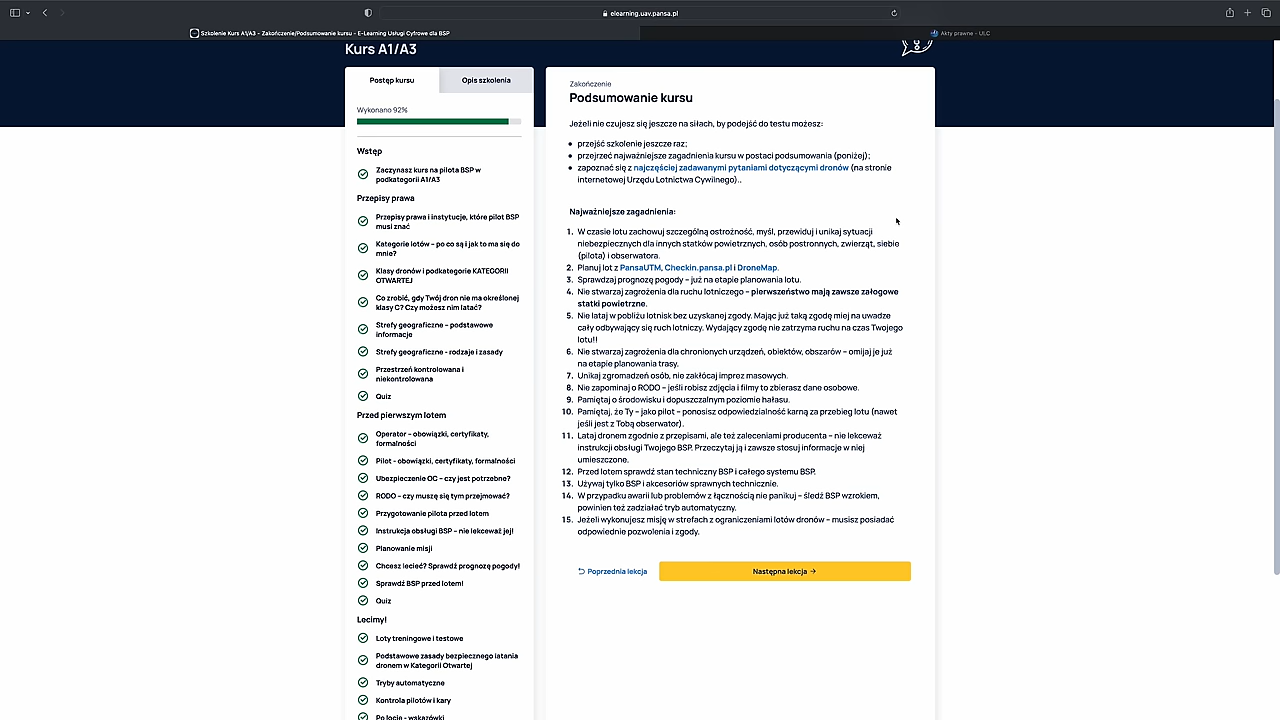 elearning.uav.pansa.pl
Szkolenie Kurs A1/A3 – Zakończenie/Podsumowanie kursu – E-Learning Usługi Cyfrowe dla BSP
Akty prawne - ULC
Kurs A1/A3
Postęp kursu
Opis szkolenia
Wykonano 92%
Wstęp
Zaczynasz kurs na pilota BSP w
podkategorii A1/A3
Przepisy prawa
Przepisy prawa i instytucje, które pilot BSP
musi znać
Kategorie lotów – po co są i jak to ma się do
mnie?
Klasy dronów i podkategorie KATEGORII
OTWARTEJ
Co zrobić, gdy Twój dron nie ma określonej
klasy C? Czy możesz nim latać?
Strefy geograficzne – podstawowe
informacje
Strefy geograficzne - rodzaje i zasady
Przestrzeń kontrolowana i
niekontrolowana
Quiz
Przed pierwszym lotem
Operator – obowiązki, certyfikaty,
formalności
Pilot - obowiązki, certyfikaty, formalności
Ubezpieczenie OC – czy jest potrzebne?
RODO – czy muszę się tym przejmować?
Przygotowanie pilota przed lotem
Instrukcja obsługi BSP – nie lekceważ jej!
Planowanie misji
Chcesz lecieć? Sprawdź prognozę pogody!
Sprawdź BSP przed lotem!
Quiz
Lecimy!
Loty treningowe i testowe
Podstawowe zasady bezpiecznego latania
dronem w Kategorii Otwartej
Tryby automatyczne
Kontrola pilotów i kary
Po locie - wskazówki
Zakończenie
Podsumowanie kursu
Jeżeli nie czujesz się jeszcze na siłach, by podejść do testu możesz:
przejść szkolenie jeszcze raz;
przejrzeć najważniejsze zagadnienia kursu w postaci podsumowania (poniżej);
zapoznać się z najczęściej zadawanymi pytaniami dotyczącymi dronów (na stronie
internetowej Urzędu Lotnictwa Cywilnego)..
Najważniejsze zagadnienia:
1. W czasie lotu zachowuj szczególną ostrożność, myśl, przewiduj i unikaj sytuacji
niebezpiecznych dla innych statków powietrznych, osób postronnych, zwierząt, siebie
(pilota) i obserwatora.
2. Planuj lot z PansaUTM, Checkin.pansa.pl i DroneMap.
3. Sprawdzaj prognozę pogody – już na etapie planowania lotu.
4. Nie stwarzaj zagrożenia dla ruchu lotniczego – pierwszeństwo mają zawsze załogowe
statki powietrzne.
5. Nie lataj w pobliżu lotnisk bez uzyskanej zgody. Mając już taką zgodę miej na uwadze
cały odbywający się ruch lotniczy. Wydający zgodę nie zatrzyma ruchu na czas Twojego
lotu!!
6. Nie stwarzaj zagrożenia dla chronionych urządzeń, obiektów, obszarów – omijaj je już
na etapie planowania trasy.
7. Unikaj zgromadzeń osób, nie zakłócaj imprez masowych.
8. Nie zapominaj o RODO – jeśli robisz zdjęcia i filmy to zbierasz dane osobowe.
9. Pamiętaj o środowisku i dopuszczalnym poziomie hałasu.
10. Pamiętaj, że Ty – jako pilot – ponosisz odpowiedzialność karną za przebieg lotu (nawet
jeśli jest z Tobą obserwator).
11. Lataj dronem zgodnie z przepisami, ale też zaleceniami producenta – nie lekceważ
instrukcji obsługi Twojego BSP. Przeczytaj ją i zawsze stosuj informacje w niej
umieszczone.
12. Przed lotem sprawdź stan techniczny BSP i całego systemu BSP.
13. Używaj tylko BSP i akcesoriów sprawnych technicznie.
14. W przypadku awarii lub problemów z łącznością nie panikuj – śledź BSP wzrokiem,
powinien też zadziałać tryb automatyczny.
15. Jeżeli wykonujesz misję w strefach z ograniczeniami lotów dronów – musisz posiadać
odpowiednie pozwolenia i zgody.
Poprzednia lekcja
Następna lekcja →